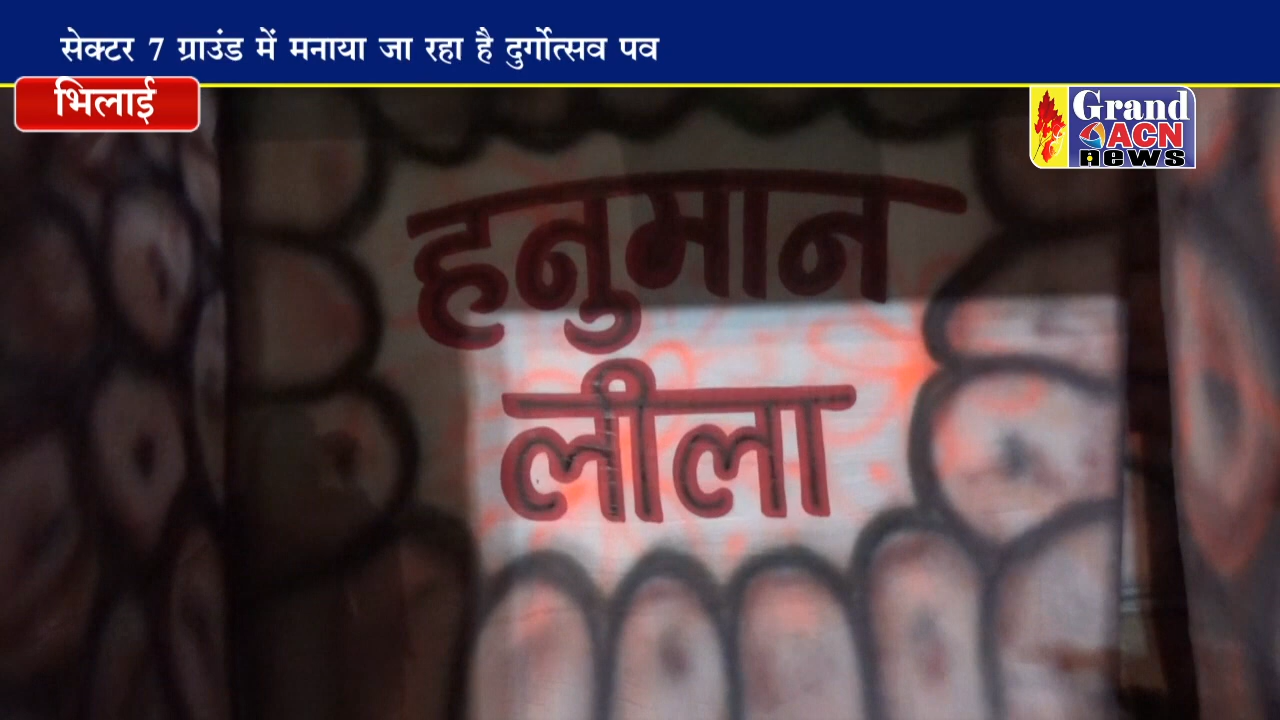 सेक्टर 7 ग्राउंड में मनाया जा रहा है दुर्गोत्सव पव
भिलाई
Grand
ACN
news
हनुमान
लीला